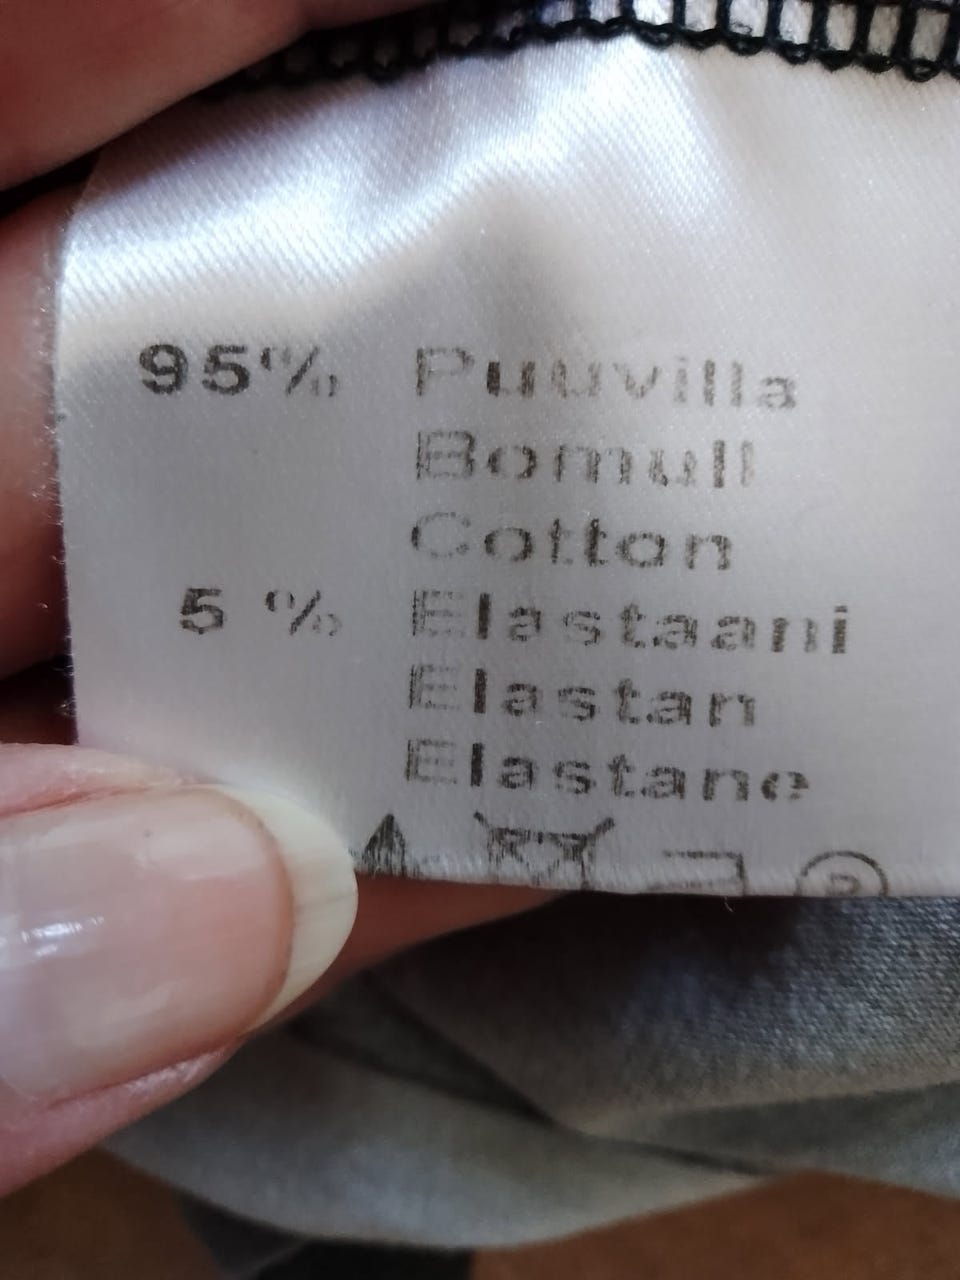 95% Puuvilla
Bomull
Cotton
5 % Elastaani
Elastan
Elastane